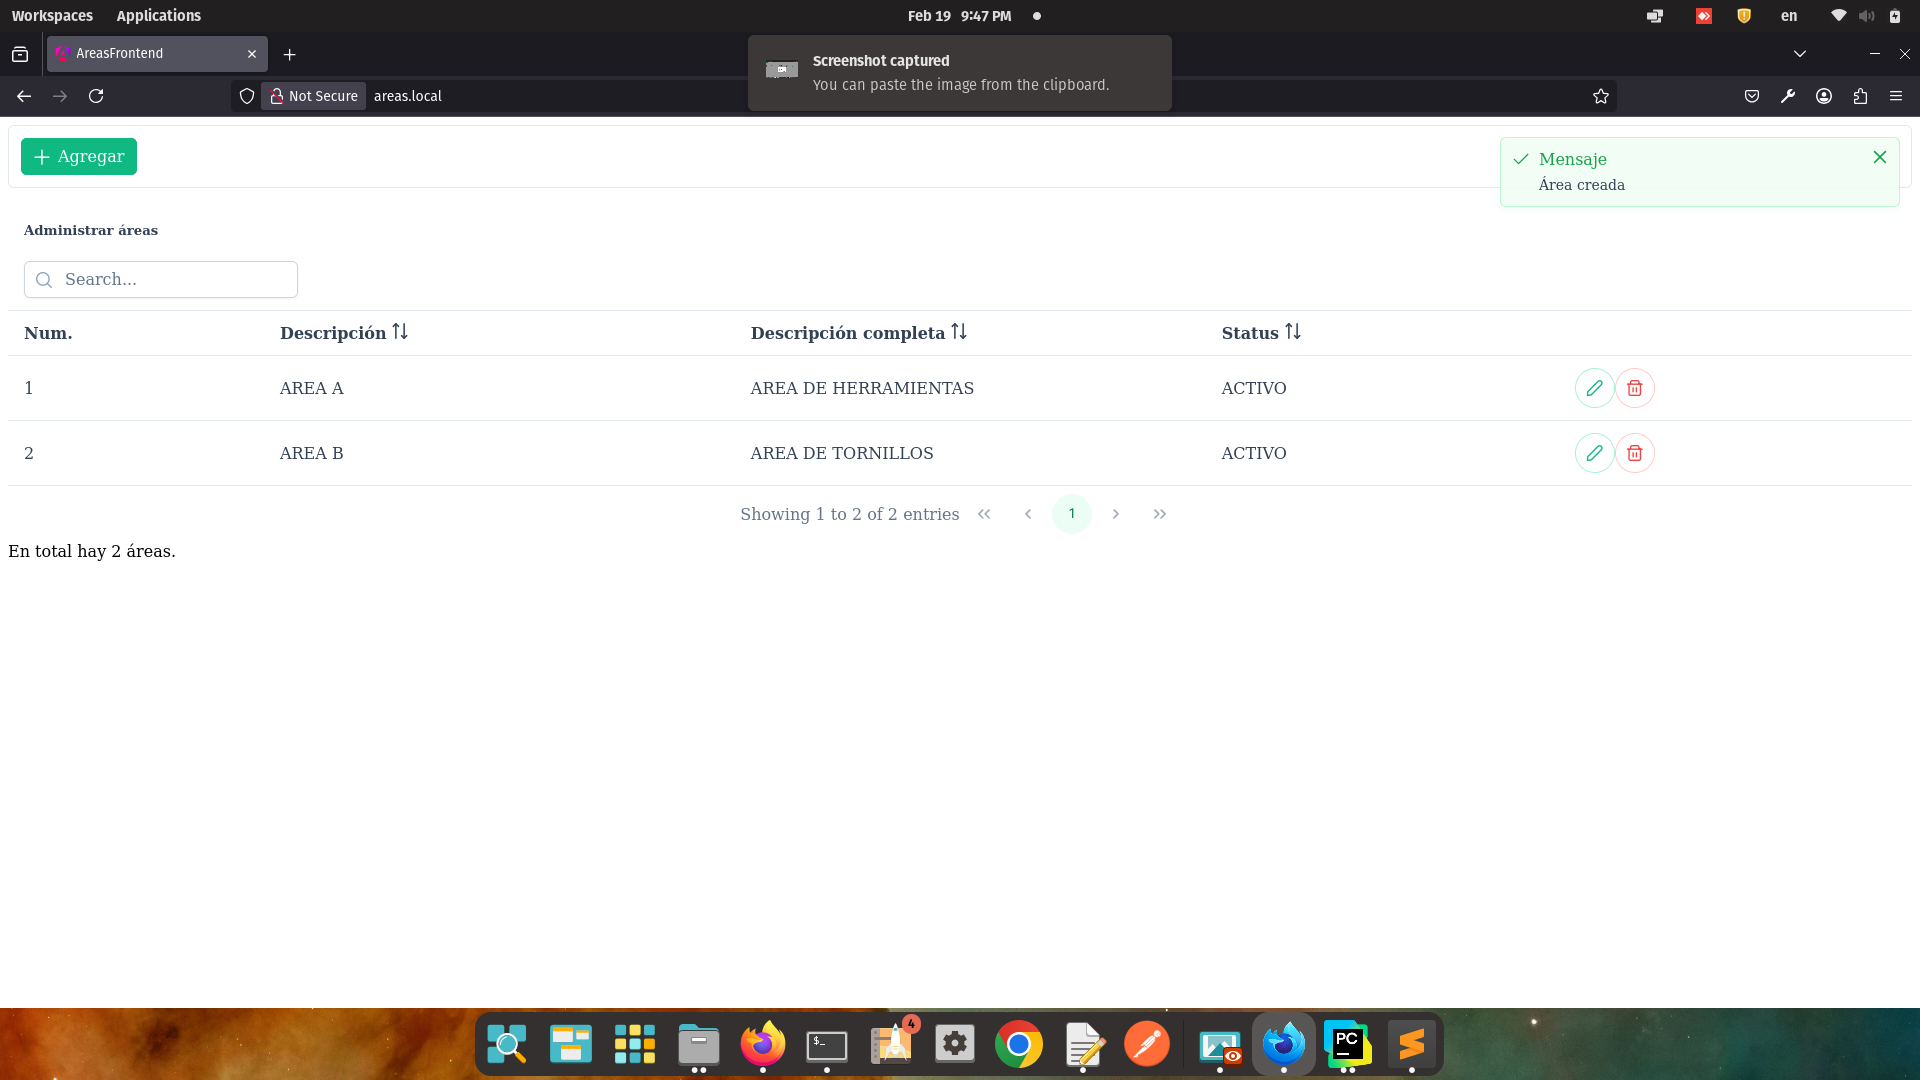 Workspaces Applications Feb 19 9:47 PM en
AreasFrontend
Screenshot captured
You can paste the image from the clipboard.
Not Secure areas.local
Agregar
Mensaje
Área creada
Administrar áreas
Search...
Num. Descripción Descripción completa Status
1 AREA A AREA DE HERRAMIENTAS ACTIVO
2 AREA B AREA DE TORNILLOS ACTIVO
Showing 1 to 2 of 2 entries 1
En total hay 2 áreas.
$_ 4 PC